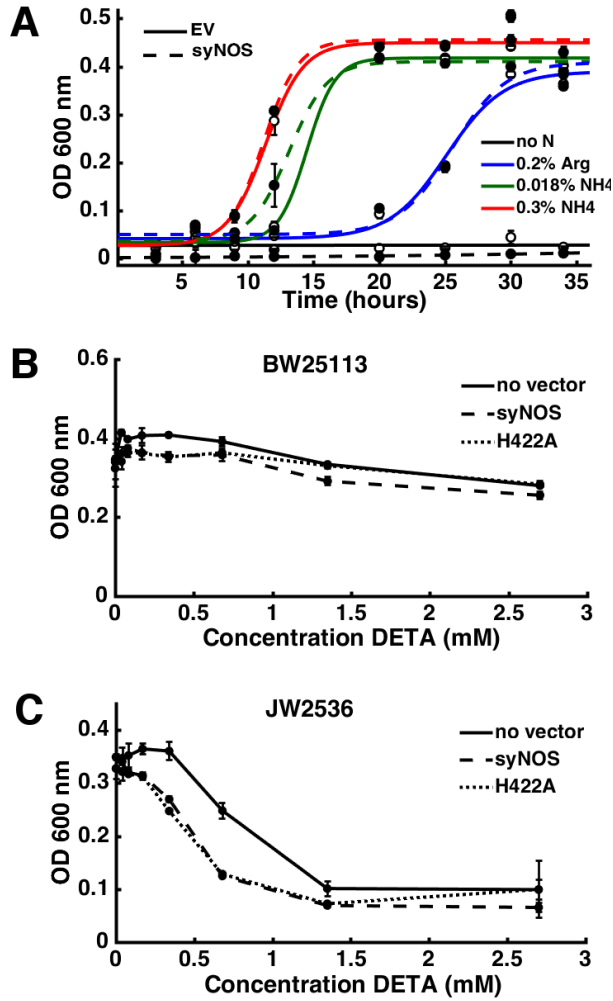 A
OD 600 nm
0.5
0.4
0.3
0.2
0.1
0
EV
syNOS
no N
0.2% Arg
0.018% NH4
0.3% NH4
5 10 15 20 25 30 35
Time (hours)
B
BW25113
OD 600 nm
0.6
0.4
0.2
0
no vector
syNOS
H422A
0 0.5 1 1.5 2 2.5 3
Concentration DETA (mM)
C
JW2536
OD 600 nm
0.4
0.3
0.2
0.1
0
no vector
syNOS
H422A
0 0.5 1 1.5 2 2.5 3
Concentration DETA (mM)